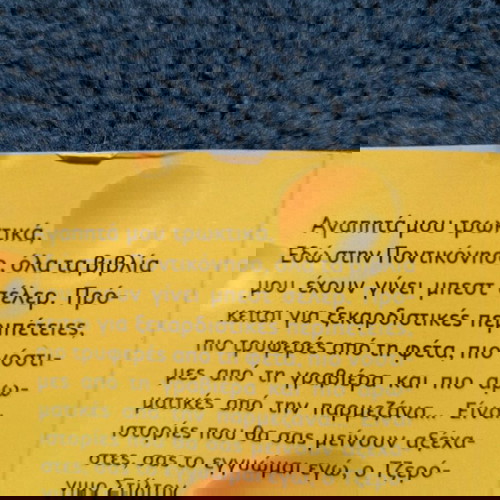 Αγαπητά μου τρωκτικά,
Εδώ στην Ποντικόνησο, όλα τα βιβλία
μου έχουν γίνει μπεστ σέλερ. Πρό-
κειται για ξεκαρδιστικές περιπέτειες,
πιο τρυφερές από τη φέτα, πιο νόστι-
μες από τη γραβιέρα και πιο αρω-
ματικές από την παρμεζάνα... Είναι
ιστορίες που θα σας μείνουν αξέχα-
στες, σας το εγγυώμαι εγώ, ο Τζερό-
νιμο Στίλτον